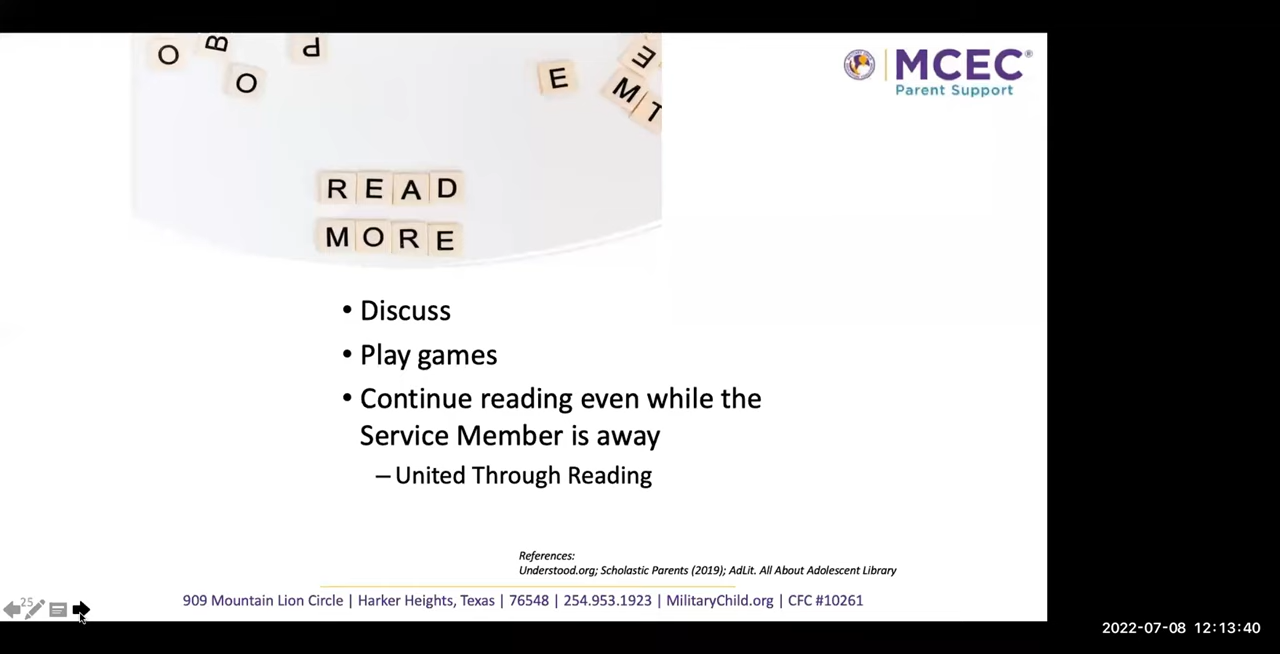 O B P
O
E
E
M
T
READ
MORE
MCEC®
Parent Support
• Discuss
• Play games
• Continue reading even while the
Service Member is away
– United Through Reading
References:
Understood.org; Scholastic Parents (2019); AdLit. All About Adolescent Library
909 Mountain Lion Circle | Harker Heights, Texas | 76548 | 254.953.1923 | MilitaryChild.org | CFC #10261
25
2022-07-08 12:13:40